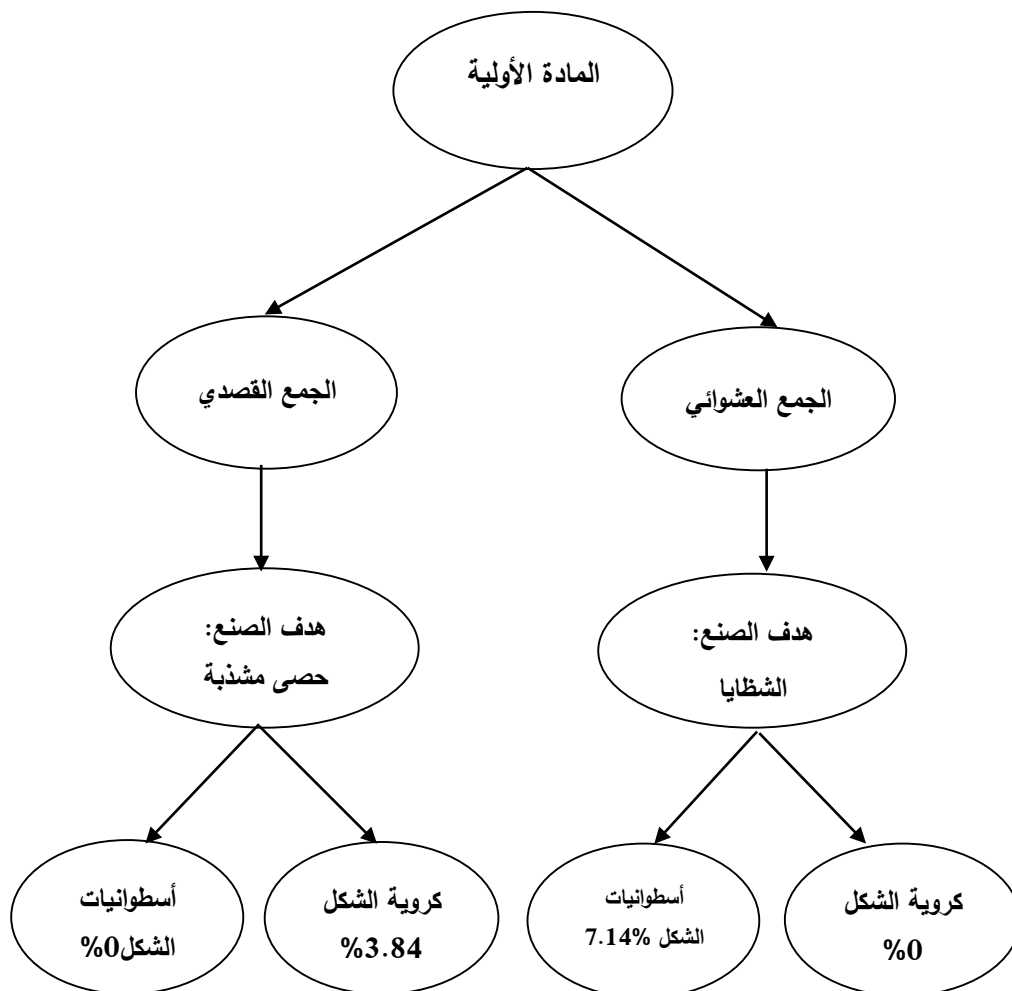 المادة الأولية
الجمع العشوائي
الجمع القصدي
هدف الصنع:
الشظايا
هدف الصنع:
حصى مشذبة
كروية الشكل
%0
أسطوانيات
الشكل %7.14
كروية الشكل
%3.84
أسطوانيات
الشكل0%